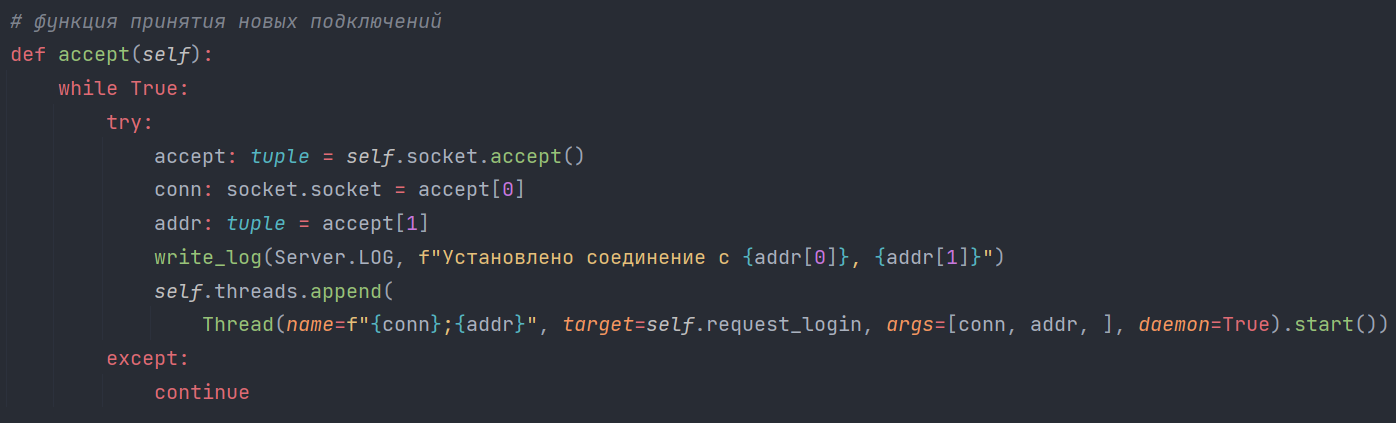 # функция принятия новых подключений
def accept(self):
    while True:
        try:
            accept: tuple = self.socket.accept()
            conn: socket.socket = accept[0]
            addr: tuple = accept[1]
            write_log(Server.LOG, f"Установлено соединение с {addr[0]}, {addr[1]}")
            self.threads.append(
                Thread(name=f"{conn};{addr}", target=self.request_login, args=[conn, addr, ], daemon=True).start())
        except:
            continue